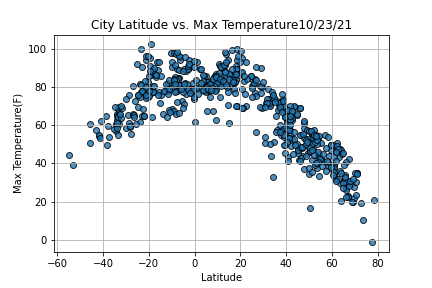 City Latitude vs. Max Temperature10/23/21
100
80
60
40
20
0
Max Temperature(F)
−60 −40 −20 0 20 40 60 80
Latitude